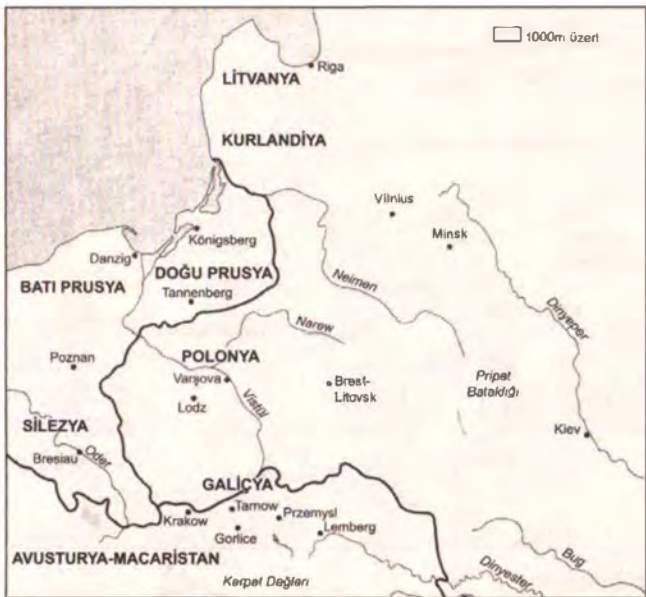 1000m üzeri
Riga
LİTVANYA
KURLANDİYA
Vilnius
Minsk
Königsberg
Danzig
DOĞU PRUSYA
BATI PRUSYA
Tannenberg
Neimen
Dinyeper
Narew
Poznan
POLONYA
Varşova
Brest-
Litovsk
Pripet
Bataklığı
Lodz
Vistül
SİLEZYA
Kiev
Breslau
Oder
GALİÇYA
Tarnow
Przemysl
Krakow
Lemberg
Gorlice
Bug
AVUSTURYA-MACARİSTAN
Dinyester
Karpat Dağları